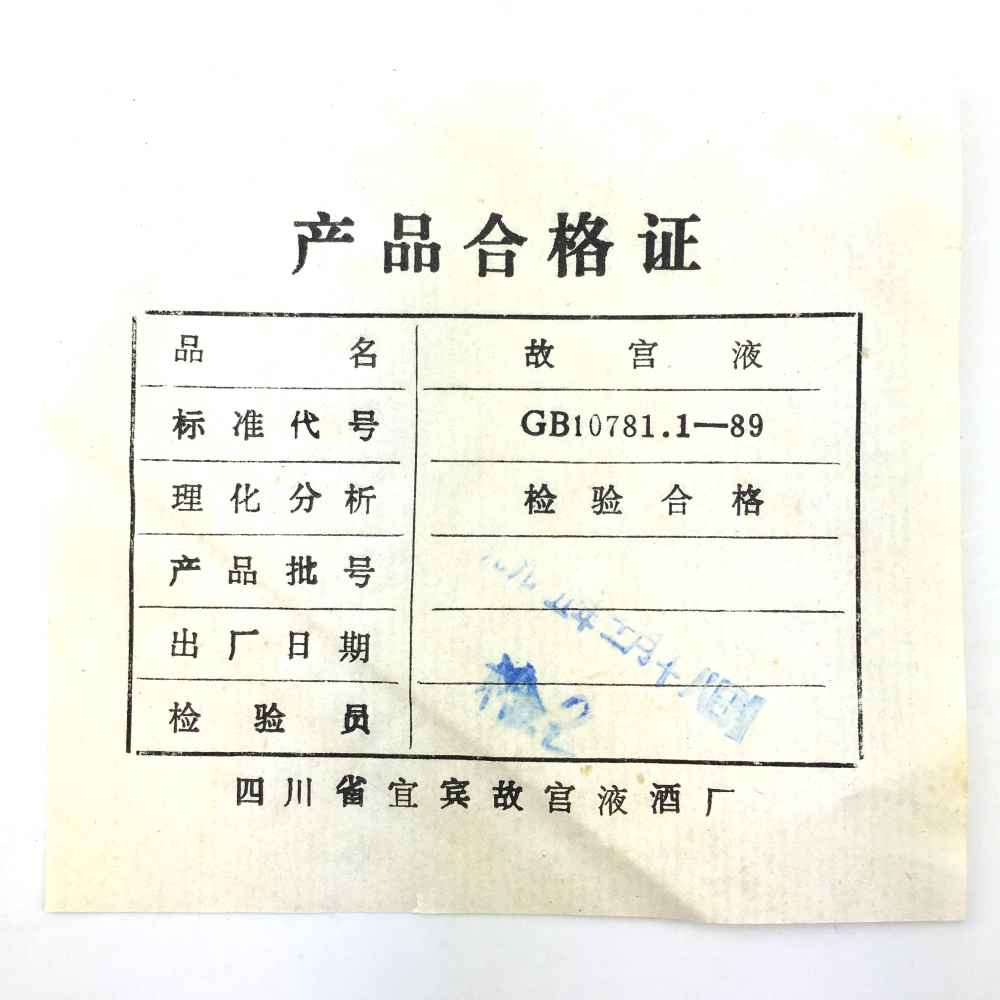 产品合格证
品名 故宫液
标准代号 GB10781.1—89
理化分析 检验合格
产品批号
出厂日期
检验员
检2
四川省宜宾故宫液酒厂